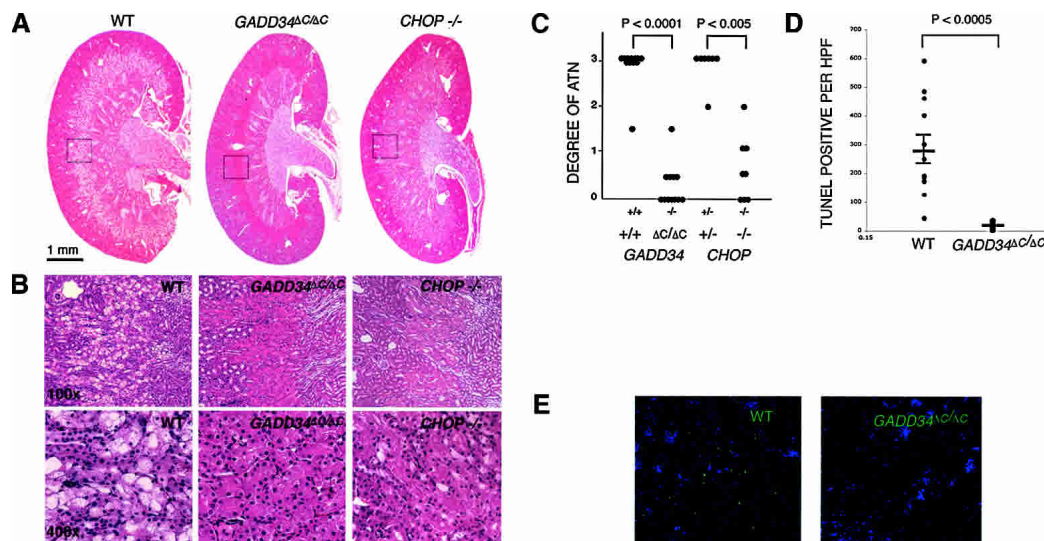 A
WT
GADD34ΔC/ΔC
CHOP -/-
1 mm
B
WT
GADD34ΔC/ΔC
CHOP -/-
100x
WT
GADD34ΔC/ΔC
CHOP -/-
400x
C
P < 0.0001 P < 0.005
DEGREE OF ATN
3
2
1
0
+/+ -/- +/- -/-
+/+ ΔC/ΔC +/- -/-
GADD34 CHOP
D
P < 0.0005
TUNEL POSITIVE PER HPF
700
600
500
400
300
200
100
0
0.15
WT GADD34ΔC/ΔC
E
WT
GADD34ΔC/ΔC